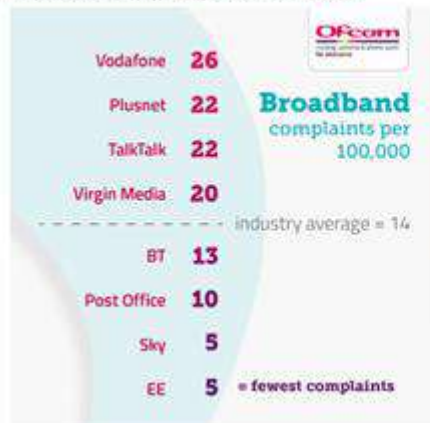 Ofcom
Vodafone 26
Plusnet 22
Broadband
complaints per
100,000
TalkTalk 22
Virgin Media 20
industry average = 14
BT 13
Post Office 10
Sky 5
EE 5 = fewest complaints